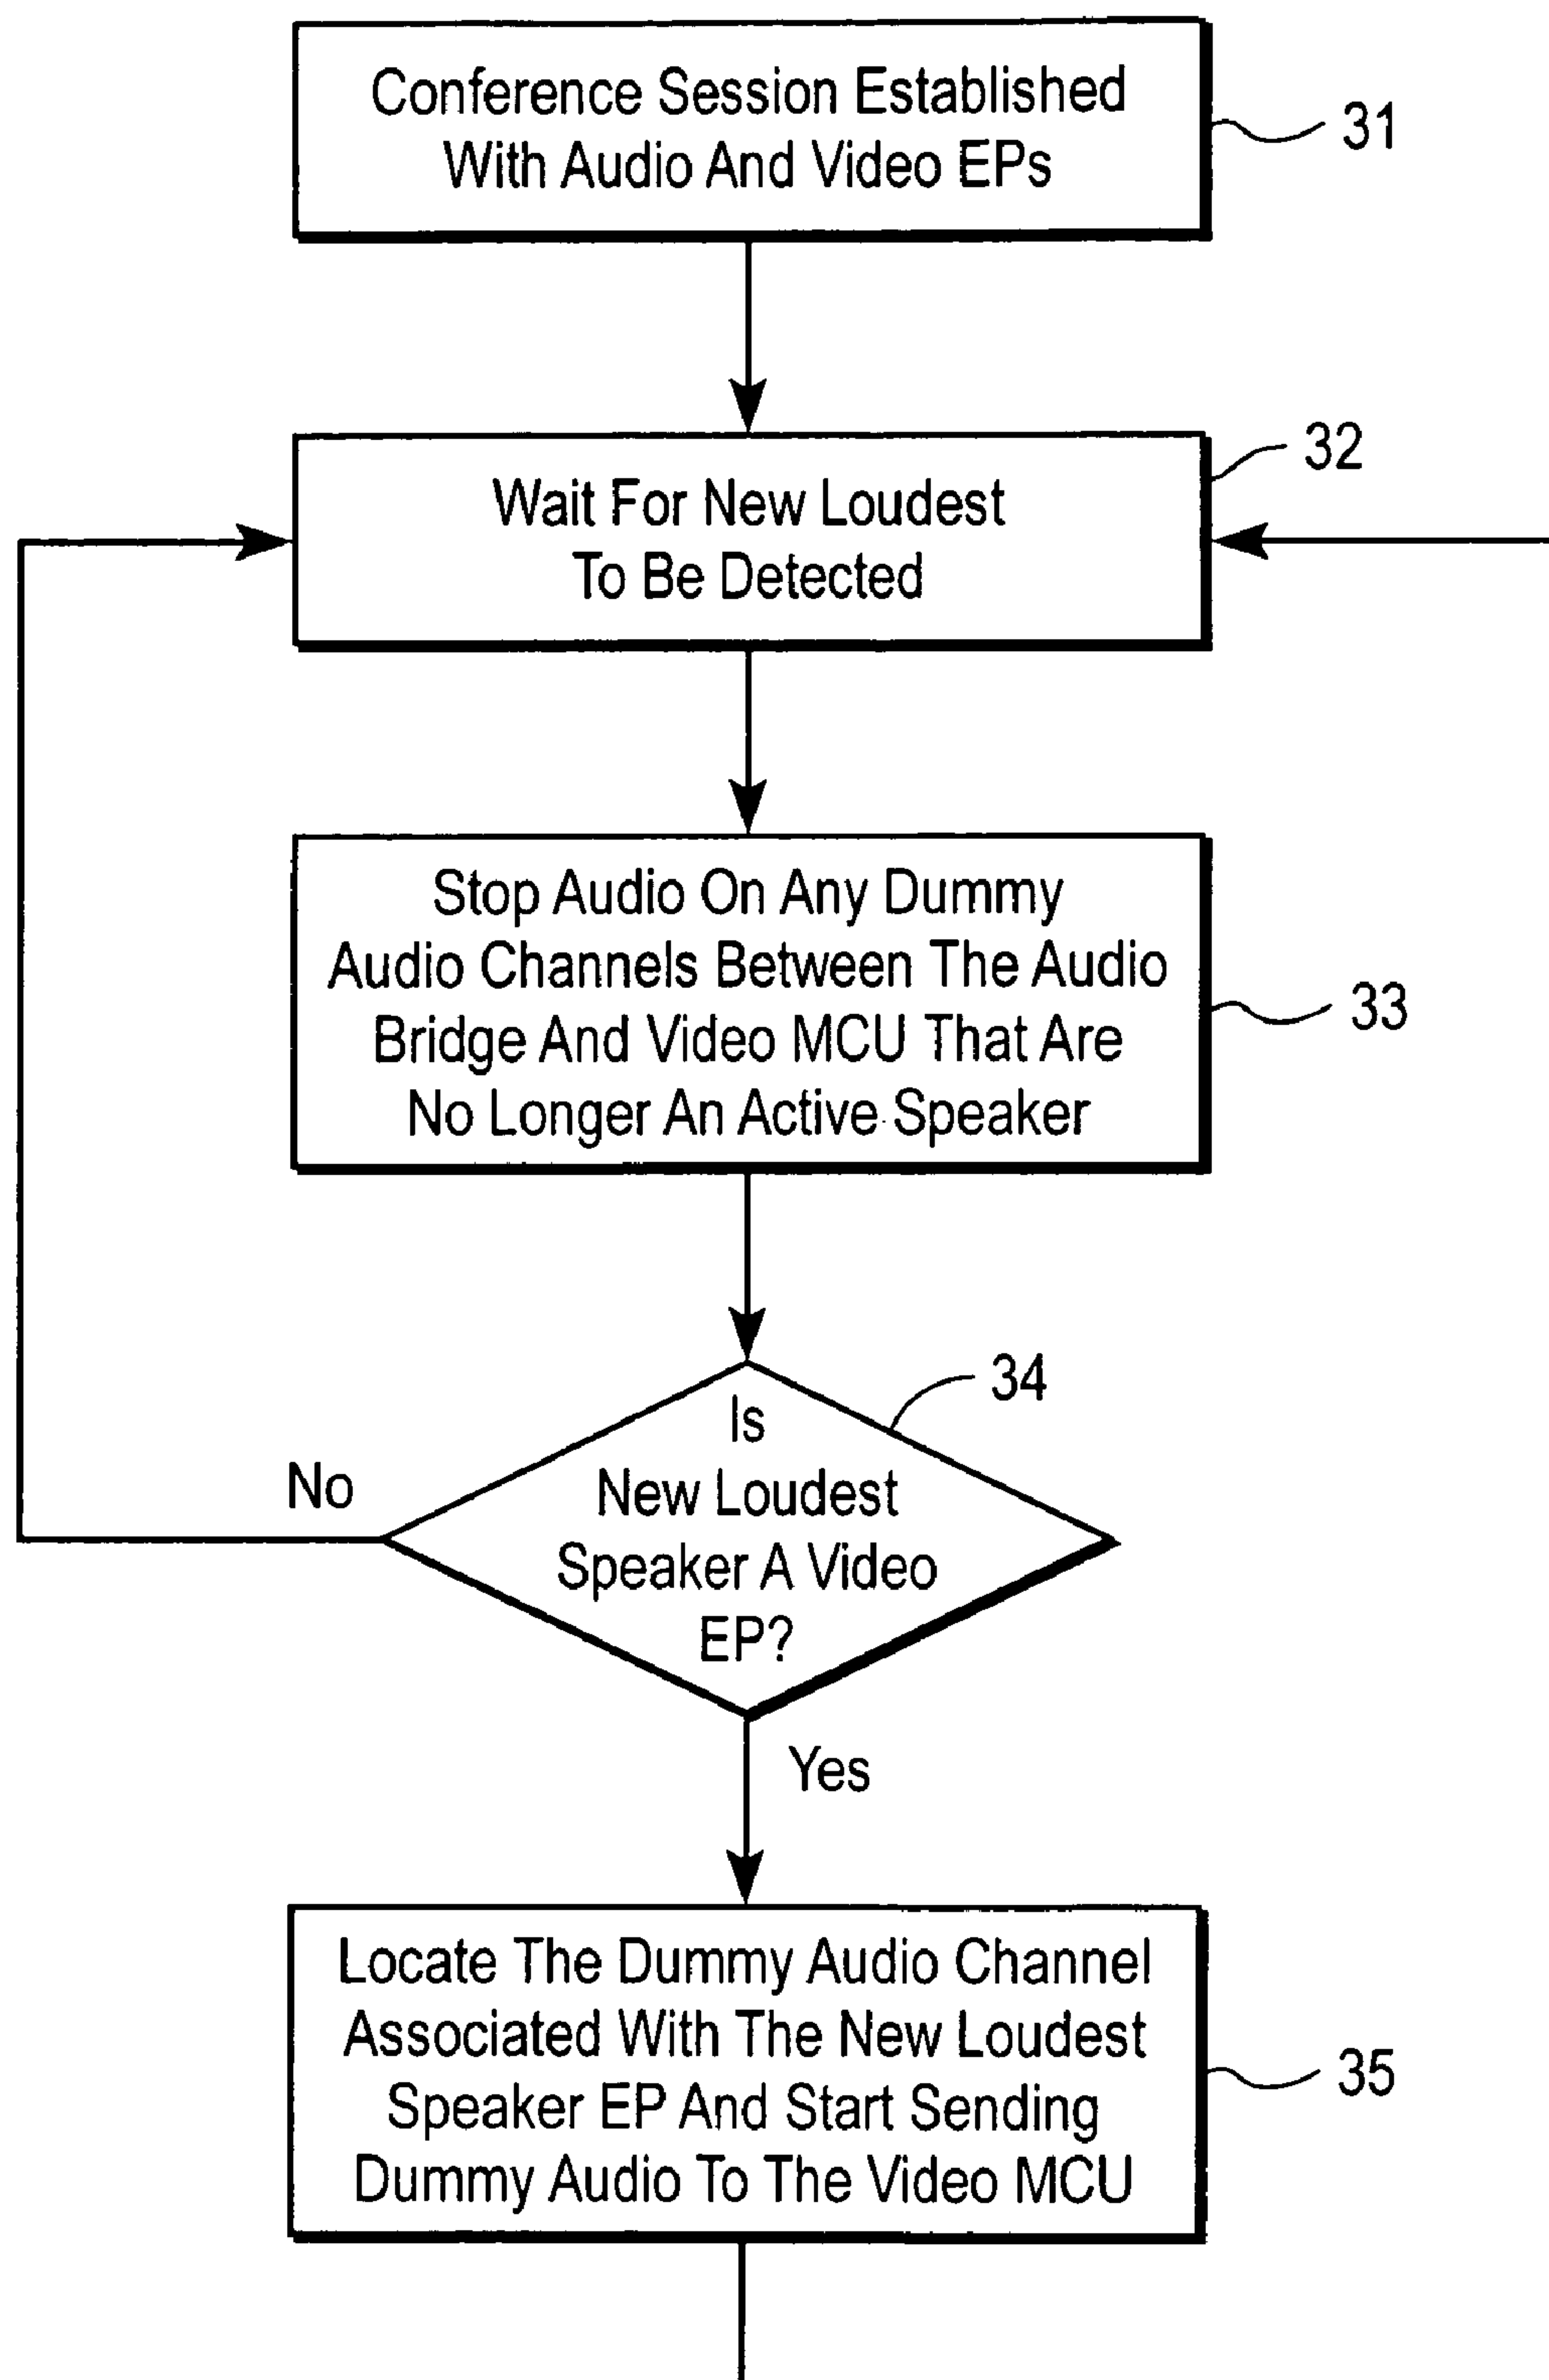 Conference Session Established
With Audio And Video EPs
31
Wait For New Loudest
To Be Detected
32
Stop Audio On Any Dummy
Audio Channels Between The Audio
Bridge And Video MCU That Are
No Longer An Active Speaker
33
Is
New Loudest
Speaker A Video
EP?
34
No
Yes
Locate The Dummy Audio Channel
Associated With The New Loudest
Speaker EP And Start Sending
Dummy Audio To The Video MCU
35